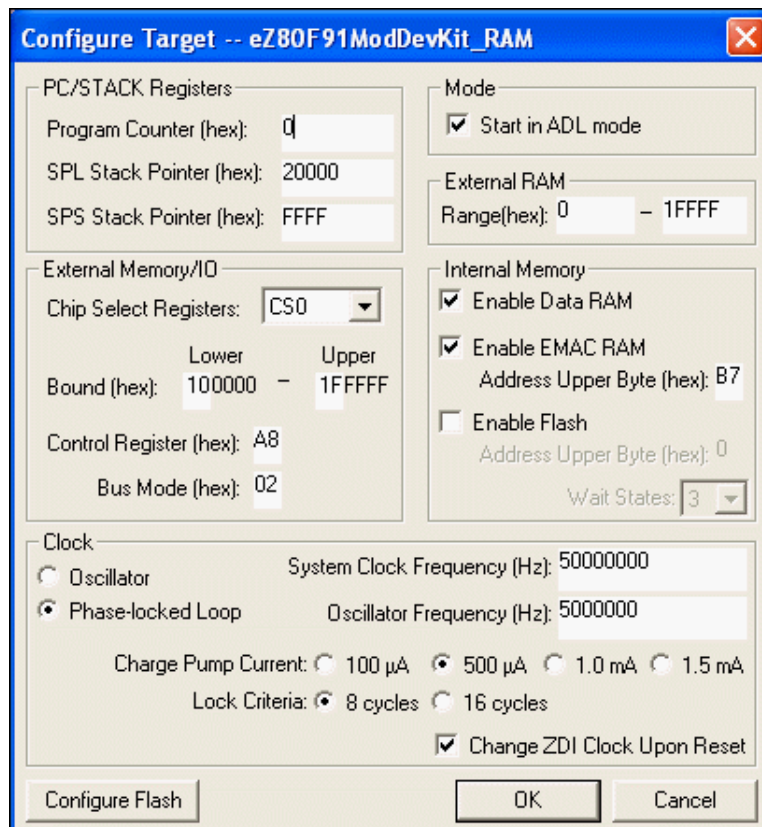 Configure Target -- eZ80F91ModDevKit_RAM
PC/STACK Registers
Program Counter (hex): 0
SPL Stack Pointer (hex): 20000
SPS Stack Pointer (hex): FFFF
Mode
Start in ADL mode
External RAM
Range(hex): 0 – 1FFFF
External Memory/IO
Chip Select Registers: CS0
Lower Upper
Bound (hex): 100000 – 1FFFFF
Control Register (hex): A8
Bus Mode (hex): 02
Internal Memory
Enable Data RAM
Enable EMAC RAM
Address Upper Byte (hex): B7
Enable Flash
Address Upper Byte (hex): 0
Wait States: 3
Clock
Oscillator
Phase-locked Loop
System Clock Frequency (Hz): 50000000
Oscillator Frequency (Hz): 5000000
Charge Pump Current: 100 µA 500 µA 1.0 mA 1.5 mA
Lock Criteria: 8 cycles 16 cycles
Change ZDI Clock Upon Reset
Configure Flash OK Cancel